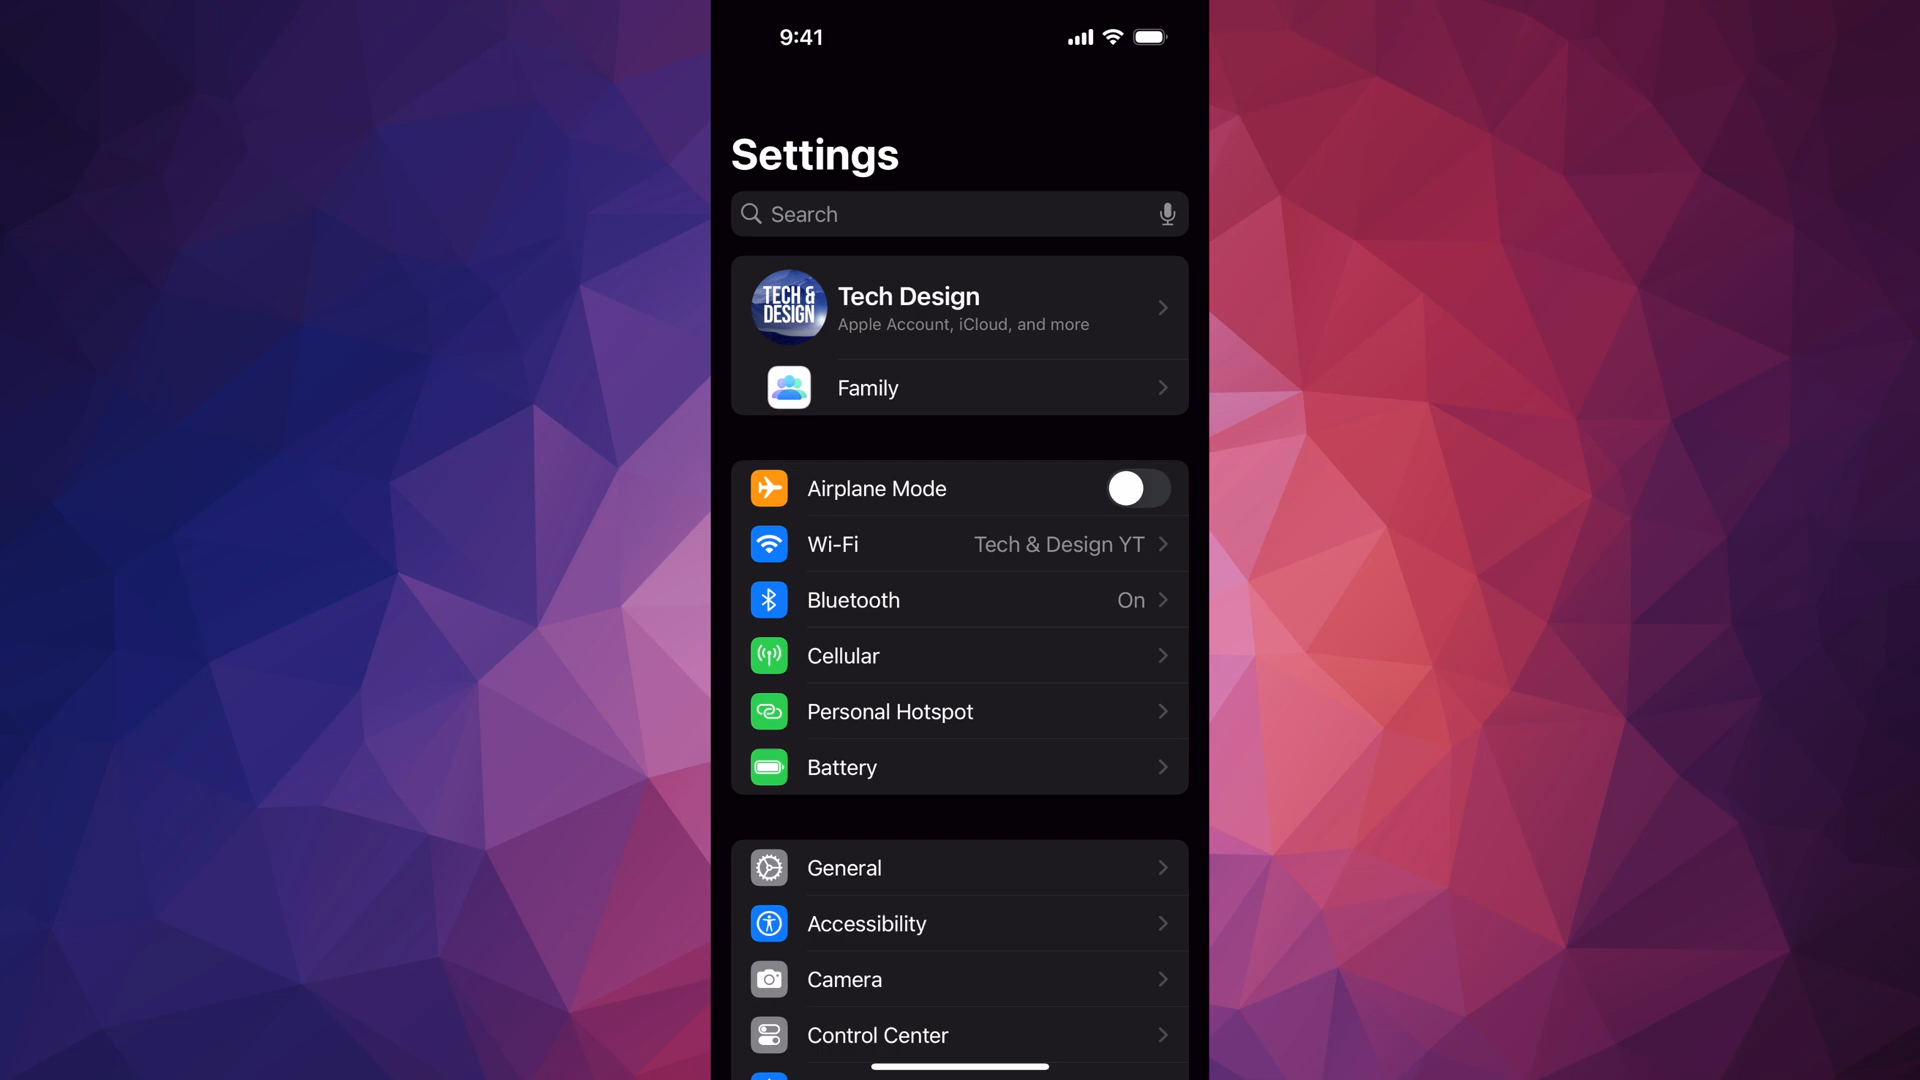 9:41
Settings
Search
TECH &
DESIGN
Tech Design
Apple Account, iCloud, and more
Family
Airplane Mode
Wi-Fi Tech & Design YT
Bluetooth On
Cellular
Personal Hotspot
Battery
General
Accessibility
Camera
Control Center